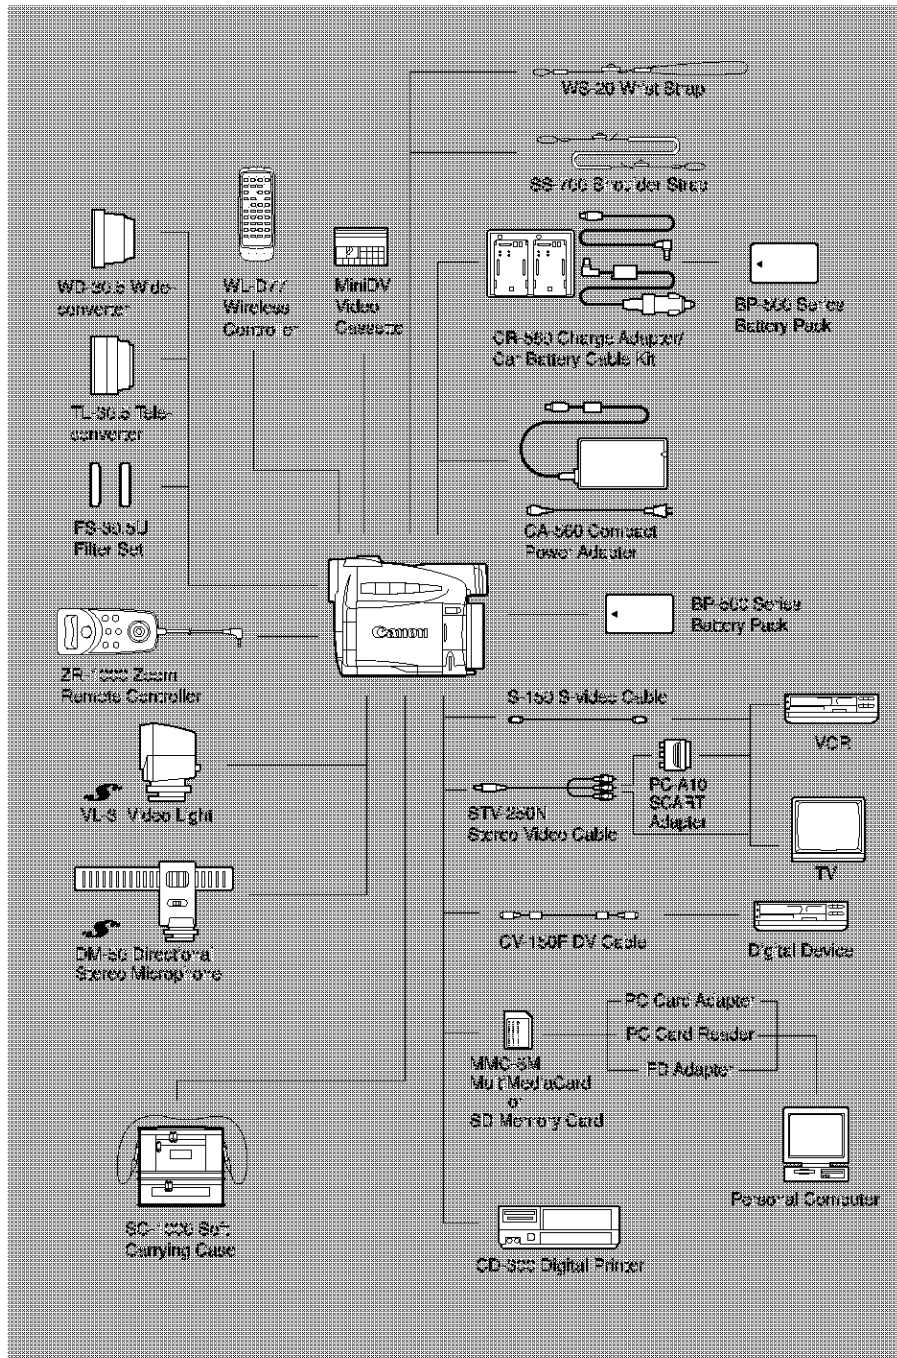 WS-20 Wrist Strap
SS-700 Shoulder Strap
WD-30.5 Wide-
converter
WL-D77
Wireless
Controller
MiniDV
Video
Cassette
BP-500 Series
Battery Pack
CR-560 Charge Adapter/
Car Battery Cable Kit
TL-30.5 Tele-
converter
FS-30.5U
Filter Set
CA-560 Compact
Power Adapter
Canon
BP-500 Series
Battery Pack
ZR-1000 Zoom
Remote Controller
S-150 S-video Cable
VCR
VL-3 Video Light
STV-250N
Stereo Video Cable
PC-A10
SCART
Adapter
TV
DM-50 Directional
Stereo Microphone
CV-150F DV Cable
Digital Device
PC Card Adapter
PC Card Reader
FD Adapter
MMC-8M
MultiMediaCard
or
SD Memory Card
Personal Computer
SC-1000 Soft
Carrying Case
CD-300 Digital Printer